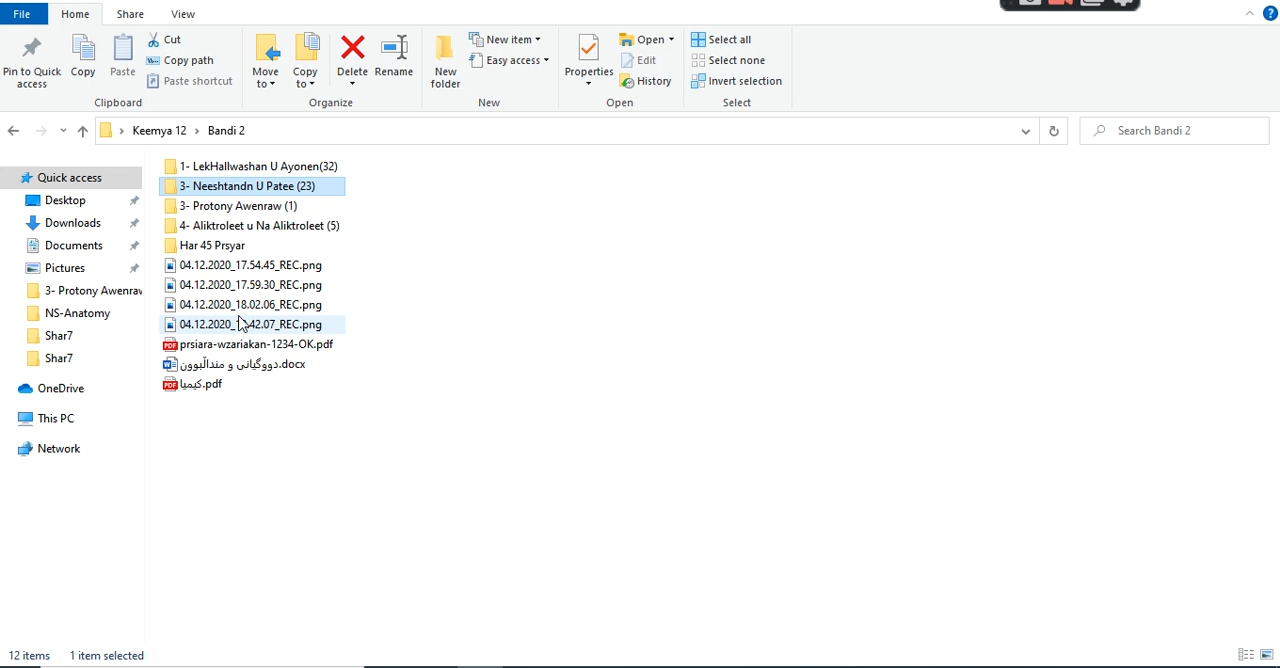 File Home Share View
Pin to Quick access
Copy
Paste
Cut
Copy path
Paste shortcut
Clipboard
Move to
Copy to
Delete
Rename
Organize
New folder
New item
Easy access
New
Properties
Open
Edit
History
Open
Select all
Select none
Invert selection
Select
Keemya 12 › Bandi 2
Search Bandi 2
Quick access
Desktop
Downloads
Documents
Pictures
3- Protony Awenrav
NS-Anatomy
Shar7
Shar7
OneDrive
This PC
Network
1- LekHallwashan U Ayonen(32)
3- Neeshtandn U Patee (23)
3- Protony Awenraw (1)
4- Aliktroleet u Na Aliktroleet (5)
Har 45 Prsyar
04.12.2020_17.54.45_REC.png
04.12.2020_17.59.30_REC.png
04.12.2020_18.02.06_REC.png
04.12.2020_ 42.07_REC.png
prsiara-wzariakan-1234-OK.pdf
دووگیانی و منداڵبوون.docx
کیمیا.pdf
12 items 1 item selected